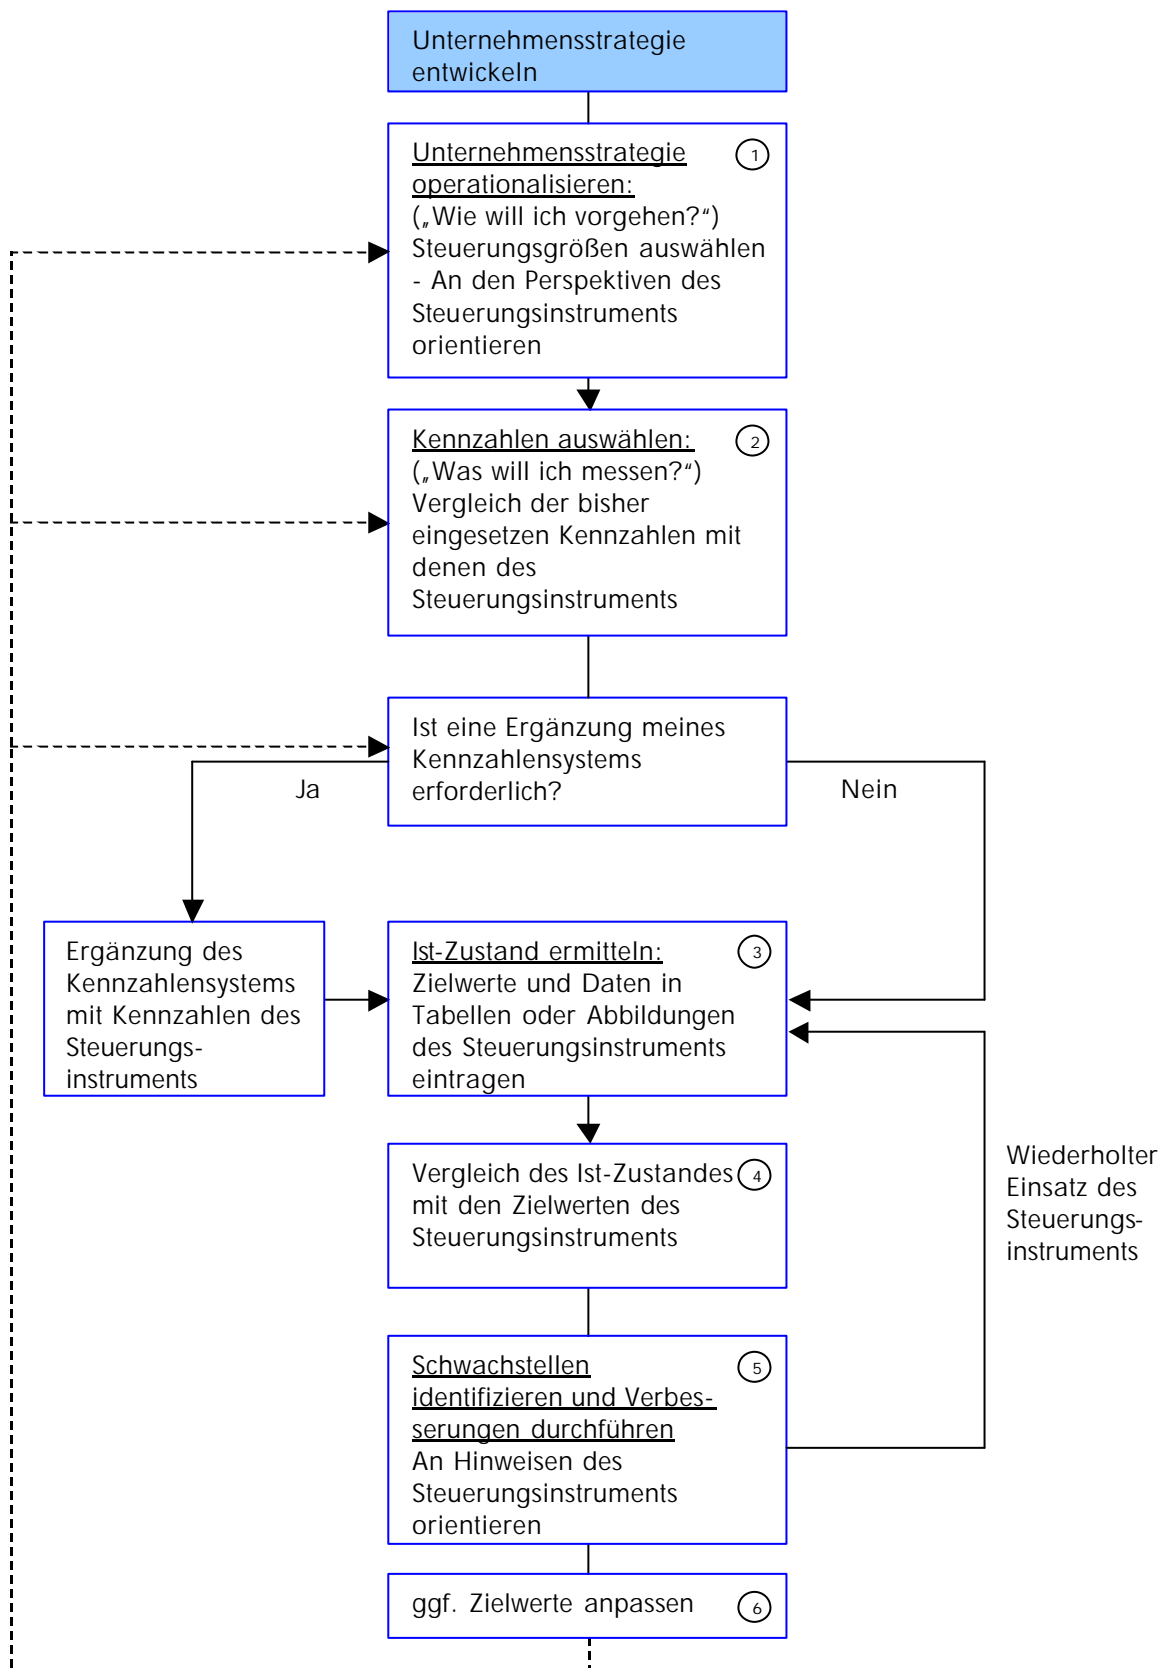 Unternehmensstrategie
entwickeln
Unternehmensstrategie
operationalisieren:
1
(„Wie will ich vorgehen?“)
Steuerungsgrößen auswählen
- An den Perspektiven des
Steuerungsinstruments
orientieren
Kennzahlen auswählen:
2
(„Was will ich messen?“)
Vergleich der bisher
eingesetzen Kennzahlen mit
denen des
Steuerungsinstruments
Ist eine Ergänzung meines
Kennzahlensystems
erforderlich?
Ja
Nein
Ergänzung des
Kennzahlensystems
mit Kennzahlen des
Steuerungs-
instruments
Ist-Zustand ermitteln:
3
Zielwerte und Daten in
Tabellen oder Abbildungen
des Steuerungsinstruments
eintragen
Vergleich des Ist-Zustandes
4
mit den Zielwerten des
Steuerungsinstruments
Wiederholter
Einsatz des
Steuerungs-
instruments
Schwachstellen
5
identifizieren und Verbes-
serungen durchführen
An Hinweisen des
Steuerungsinstruments
orientieren
ggf. Zielwerte anpassen
6